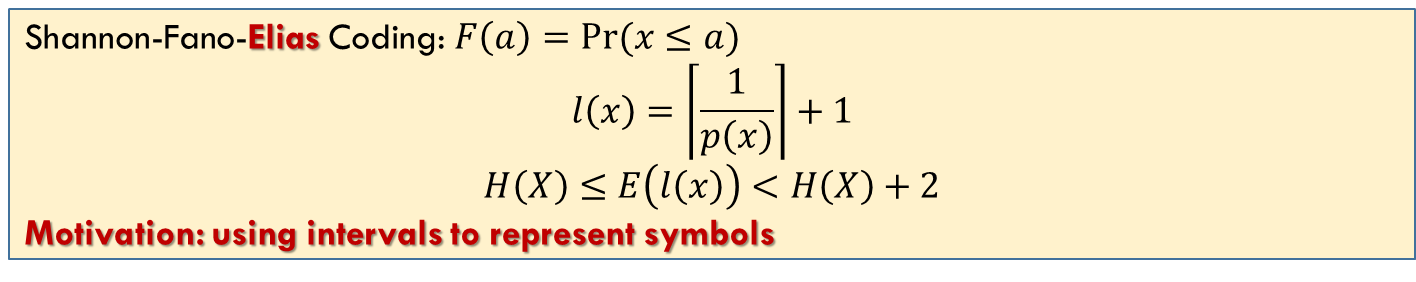 Shannon-Fano-Elias Coding: F(a) = Pr(x ≤ a)
l(x) = ⌈1/p(x)⌉ + 1
H(X) ≤ E(l(x)) < H(X) + 2
Motivation: using intervals to represent symbols